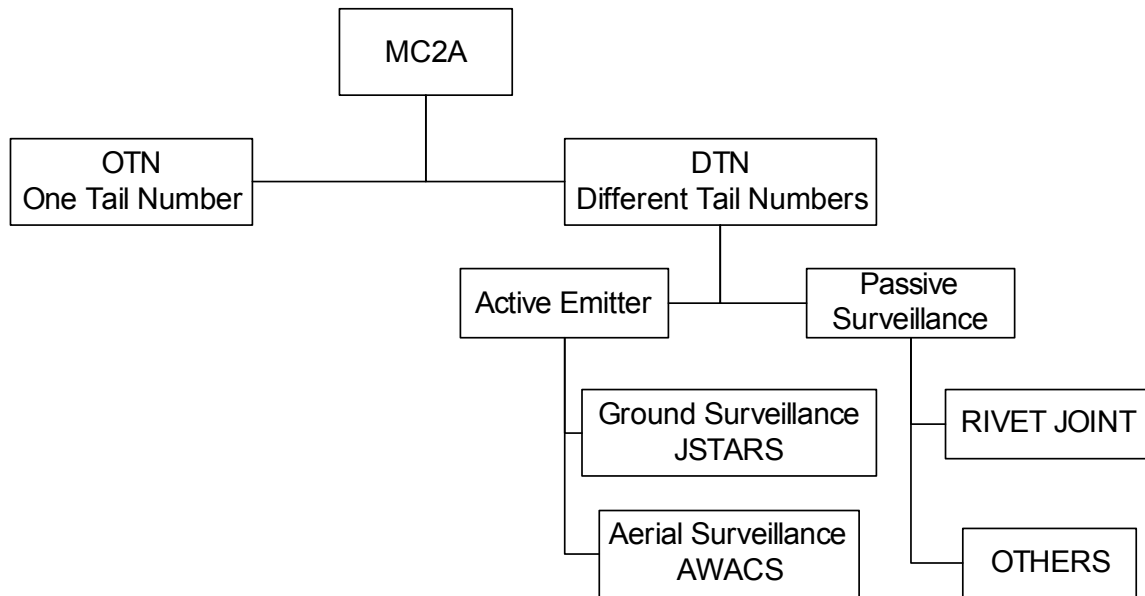 MC2A
OTN
One Tail Number
DTN
Different Tail Numbers
Active Emitter
Passive
Surveillance
Ground Surveillance
JSTARS
RIVET JOINT
Aerial Surveillance
AWACS
OTHERS